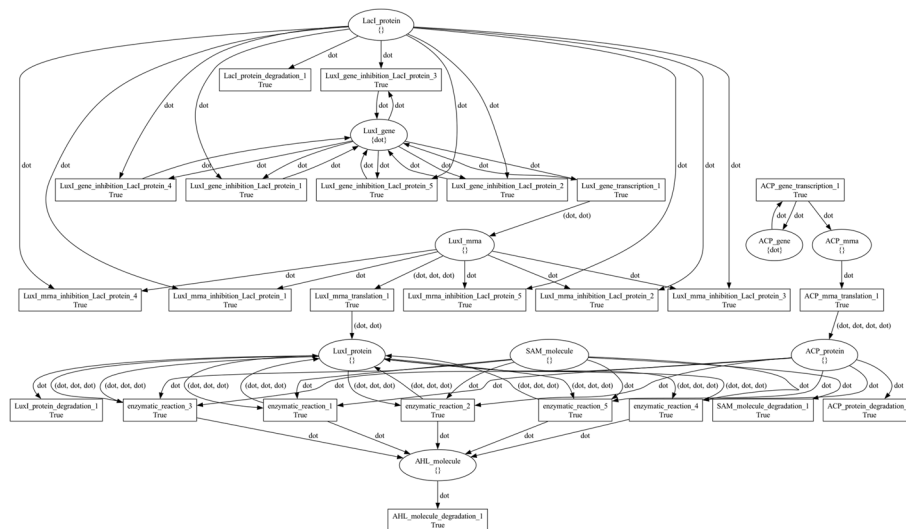 LacI_protein
{}
dot
dot
dot
dot
dot
dot
dot
dot
dot
dot
dot
dot
LacI_protein_degradation_1
True
LuxI_gene_inhibition_LacI_protein_3
True
dot
dot
LuxI_gene
{dot}
dot
dot
dot
dot
dot
dot
dot
dot
dot
dot
LuxI_gene_inhibition_LacI_protein_4
True
LuxI_gene_inhibition_LacI_protein_1
True
LuxI_gene_inhibition_LacI_protein_5
True
LuxI_gene_inhibition_LacI_protein_2
True
LuxI_gene_transcription_1
True
ACP_gene_transcription_1
True
(dot, dot)
dot
dot
dot
LuxI_mrna
{}
ACP_gene
{dot}
ACP_mrna
{}
dot
dot
(dot, dot, dot)
dot
dot
dot
dot
LuxI_mrna_inhibition_LacI_protein_4
True
LuxI_mrna_inhibition_LacI_protein_1
True
LuxI_mrna_translation_1
True
LuxI_mrna_inhibition_LacI_protein_5
True
LuxI_mrna_inhibition_LacI_protein_2
True
LuxI_mrna_inhibition_LacI_protein_3
True
ACP_mrna_translation_1
True
(dot, dot)
(dot, dot, dot, dot)
LuxI_protein
{}
SAM_molecule
{}
ACP_protein
{}
dot
(dot, dot, dot)
(dot, dot, dot)
dot
dot
(dot, dot, dot)
dot
dot
(dot, dot, dot)
dot
dot
(dot, dot, dot)
dot
dot
dot
dot
LuxI_protein_degradation_1
True
enzymatic_reaction_3
True
enzymatic_reaction_1
True
enzymatic_reaction_2
True
enzymatic_reaction_5
True
enzymatic_reaction_4
True
SAM_molecule_degradation_1
True
ACP_protein_degradation_1
True
dot
dot
dot
dot
dot
AHL_molecule
{}
dot
AHL_molecule_degradation_1
True